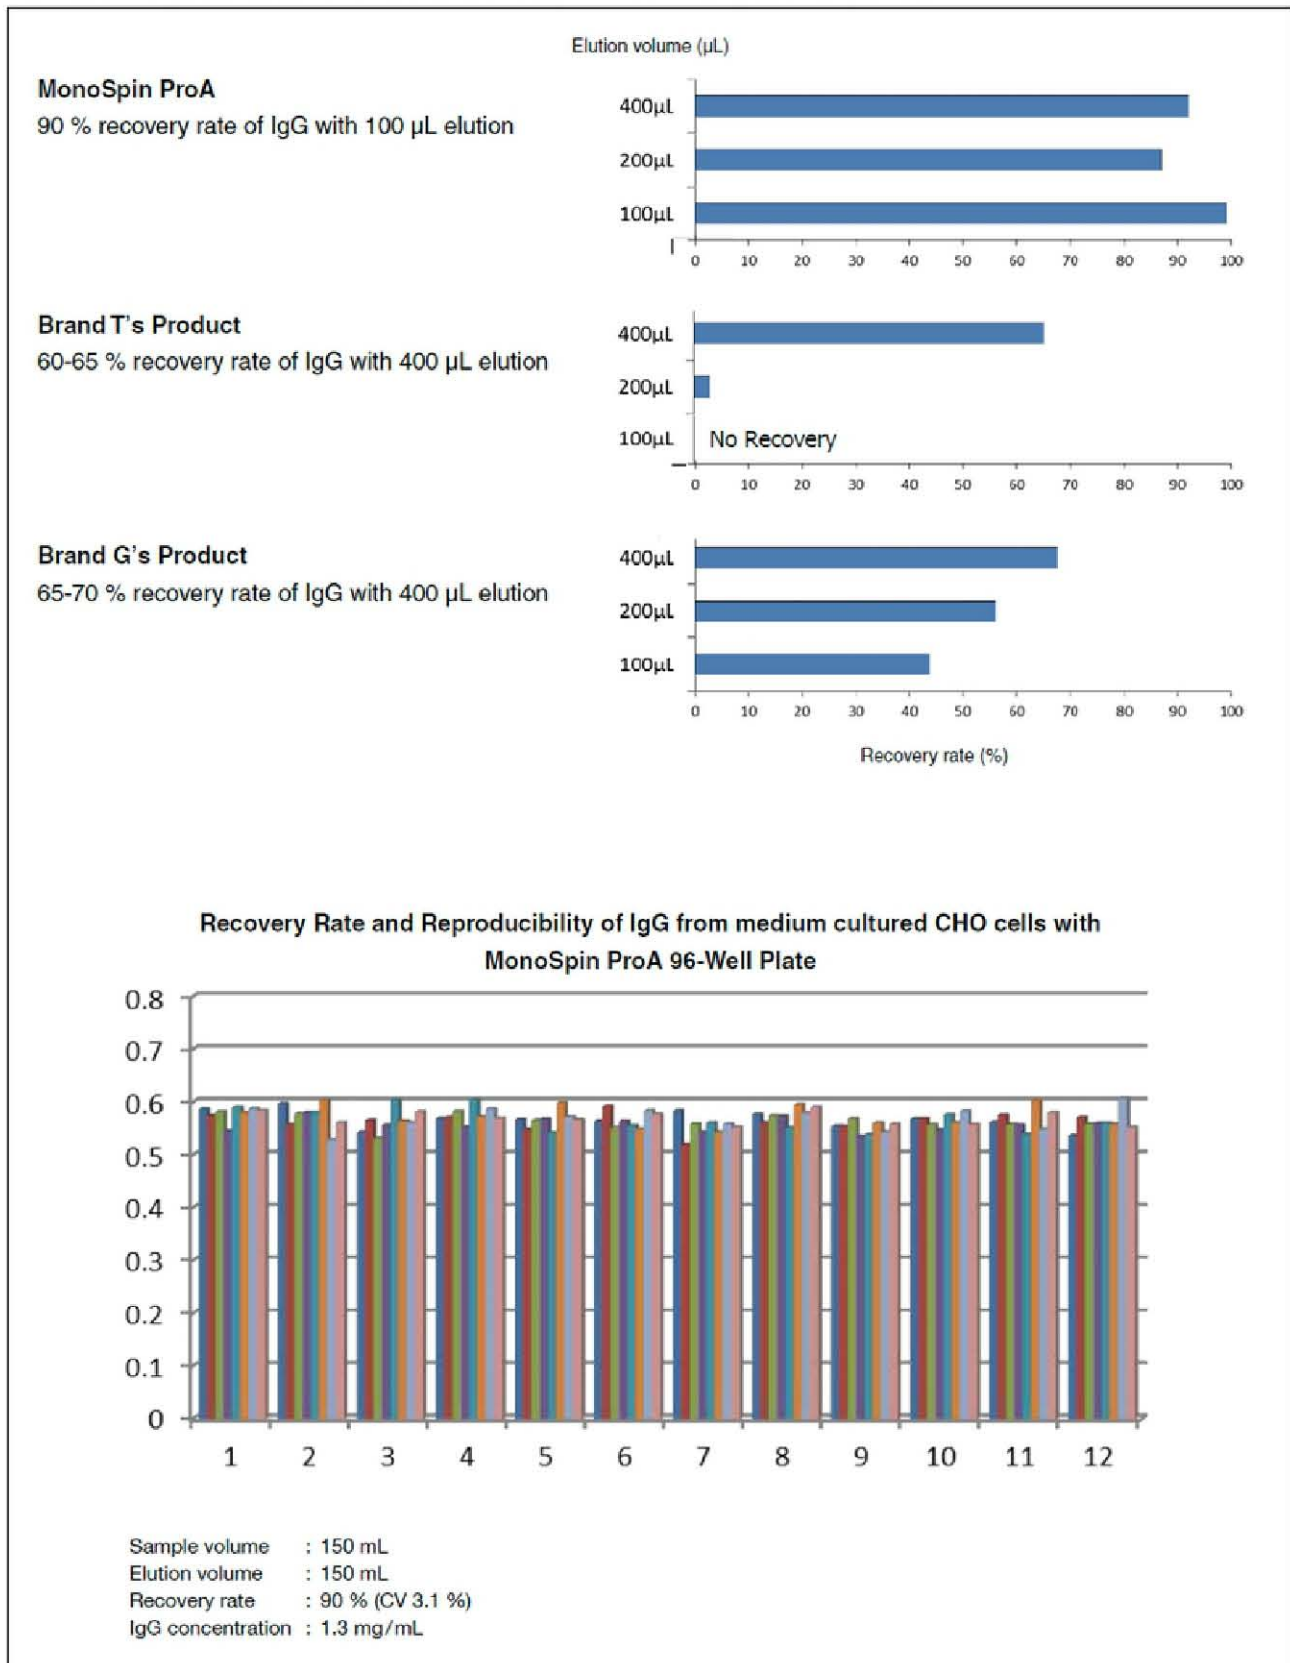 Elution volume (µL)
MonoSpin ProA
90 % recovery rate of IgG with 100 µL elution
400µL
200µL
100µL
0 10 20 30 40 50 60 70 80 90 100
Brand T's Product
60-65 % recovery rate of IgG with 400 µL elution
400µL
200µL
100µL No Recovery
0 10 20 30 40 50 60 70 80 90 100
Brand G's Product
65-70 % recovery rate of IgG with 400 µL elution
400µL
200µL
100µL
0 10 20 30 40 50 60 70 80 90 100
Recovery rate (%)
Recovery Rate and Reproducibility of IgG from medium cultured CHO cells with
MonoSpin ProA 96-Well Plate
0.8
0.7
0.6
0.5
0.4
0.3
0.2
0.1
0
1 2 3 4 5 6 7 8 9 10 11 12
Sample volume : 150 mL
Elution volume : 150 mL
Recovery rate : 90 % (CV 3.1 %)
IgG concentration : 1.3 mg/mL